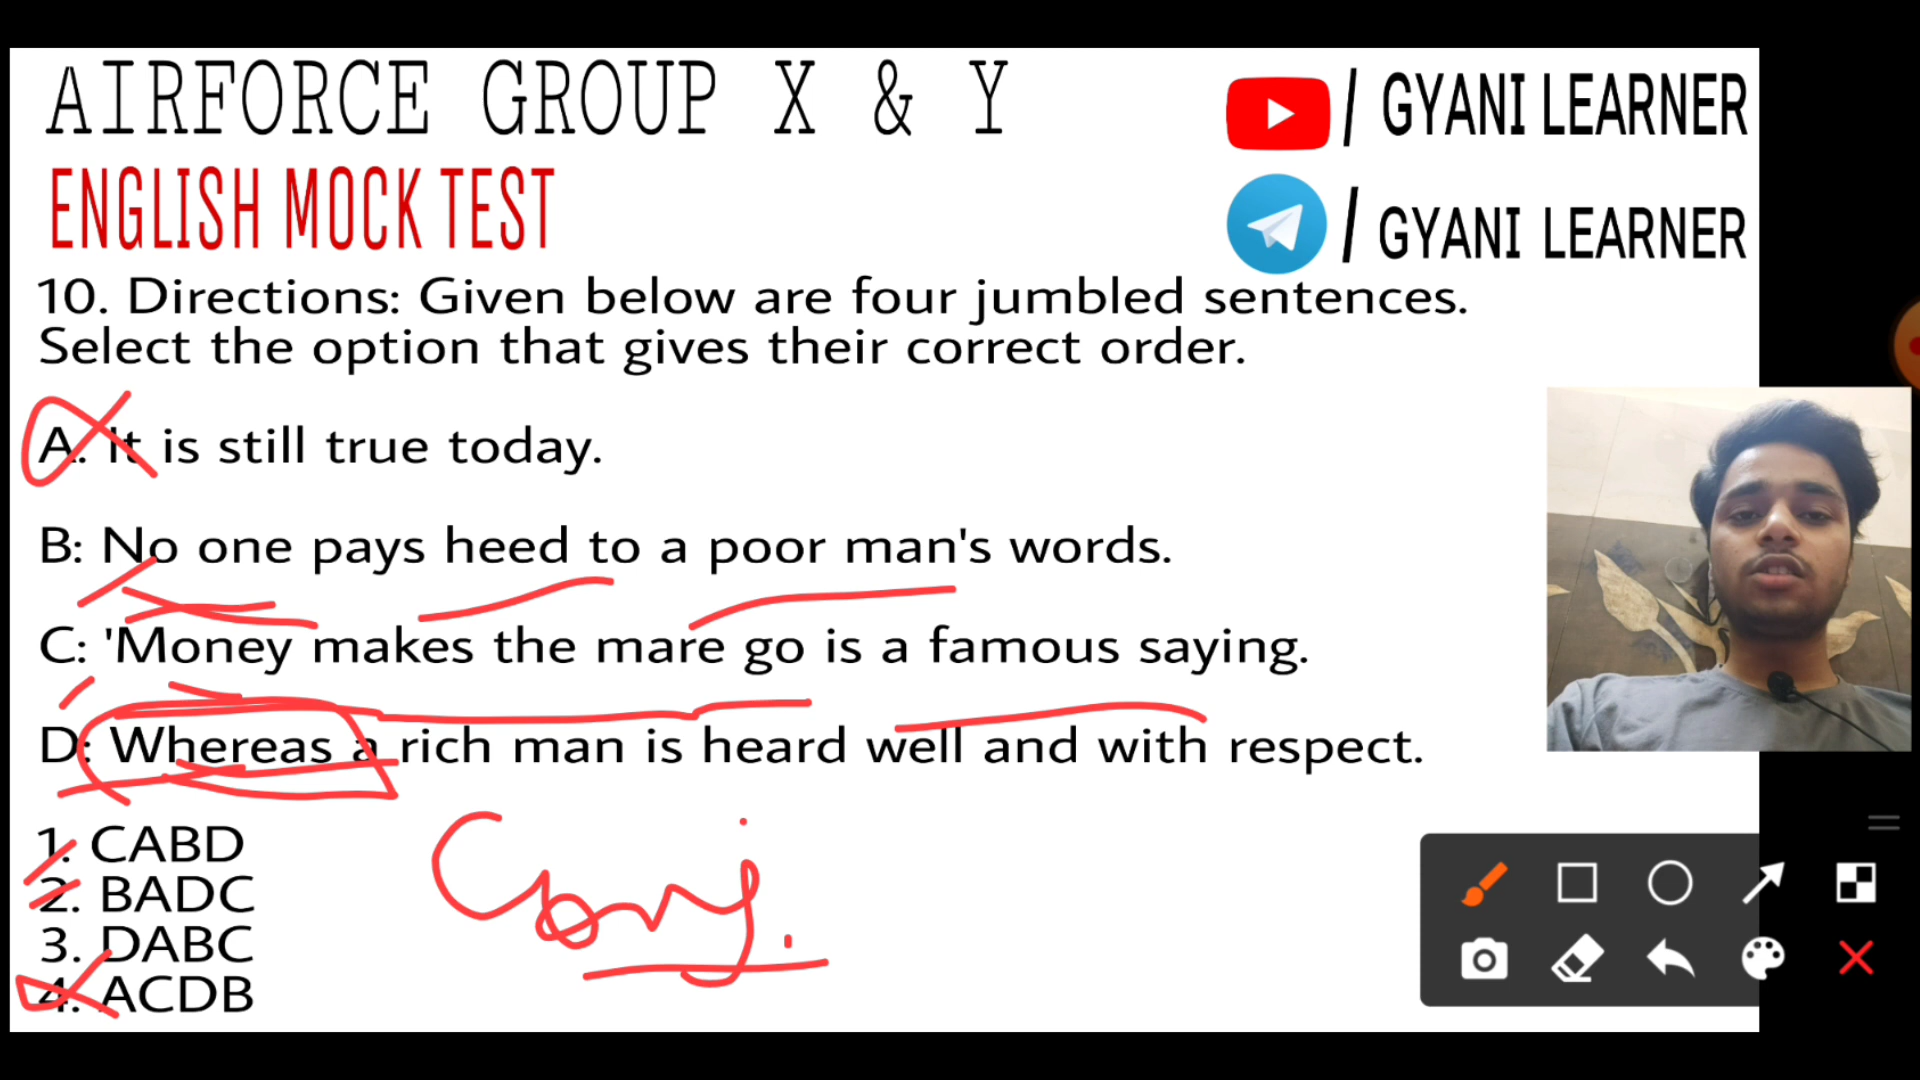 AIRFORCE GROUP X & Y
/ GYANI LEARNER
ENGLISH MOCK TEST
/ GYANI LEARNER
10. Directions: Given below are four jumbled sentences.
Select the option that gives their correct order.
A. It is still true today.
B: No one pays heed to a poor man's words.
C: 'Money makes the mare go is a famous saying.
D: Whereas a rich man is heard well and with respect.
1. CABD
2. BADC
3. DABC
4. ACDB
Conj.